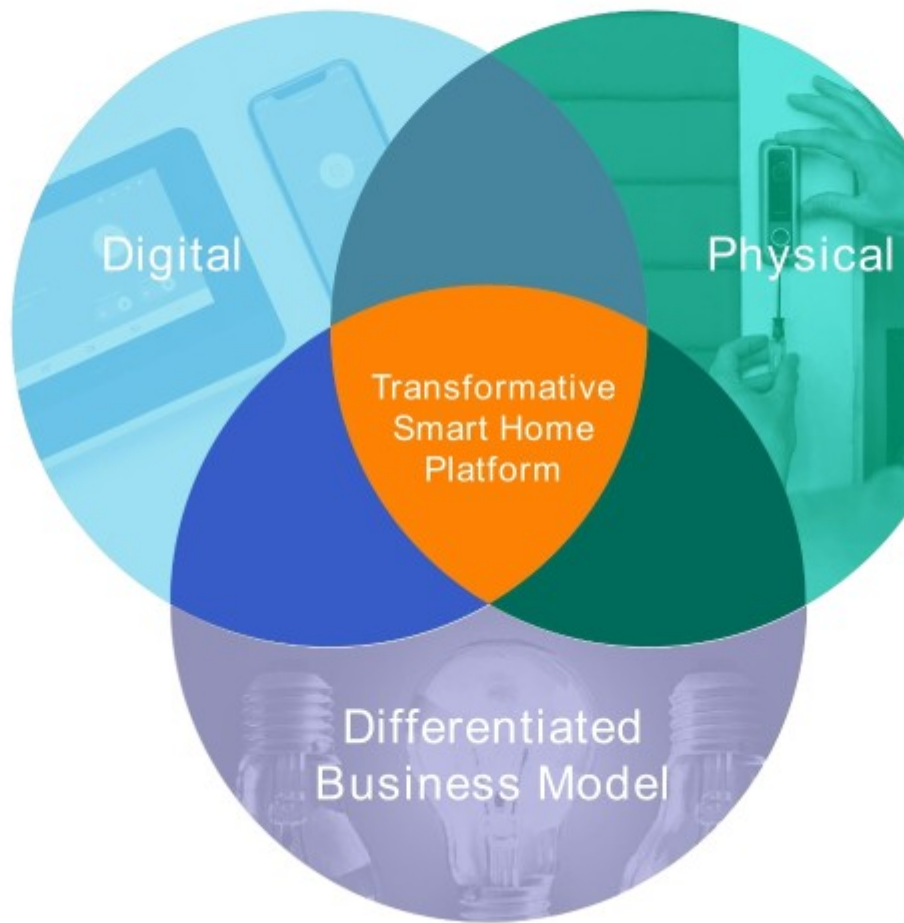 Digital
Physical
Transformative
Smart Home
Platform
Differentiated
Business Model